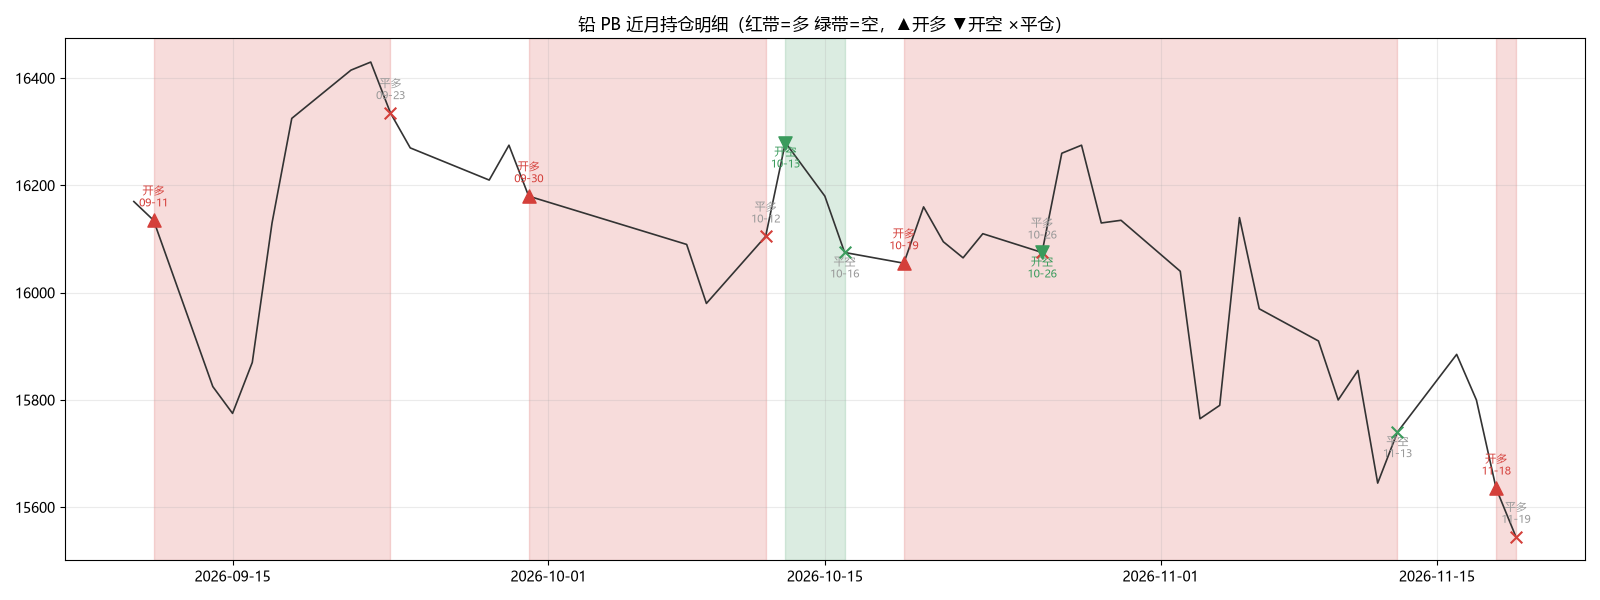 铅 PB 近月持仓明细（红带=多 绿带=空，▲开多 ▼开空 ×平仓）
16400
16200
16000
15800
15600
开多
09-11
平多
09-23
开多
09-30
平多
10-12
开空
10-13
平空
10-16
开多
10-19
平多
10-26
开空
10-26
平空
11-13
开多
11-18
平多
11-19
2026-09-15
2026-10-01
2026-10-15
2026-11-01
2026-11-15